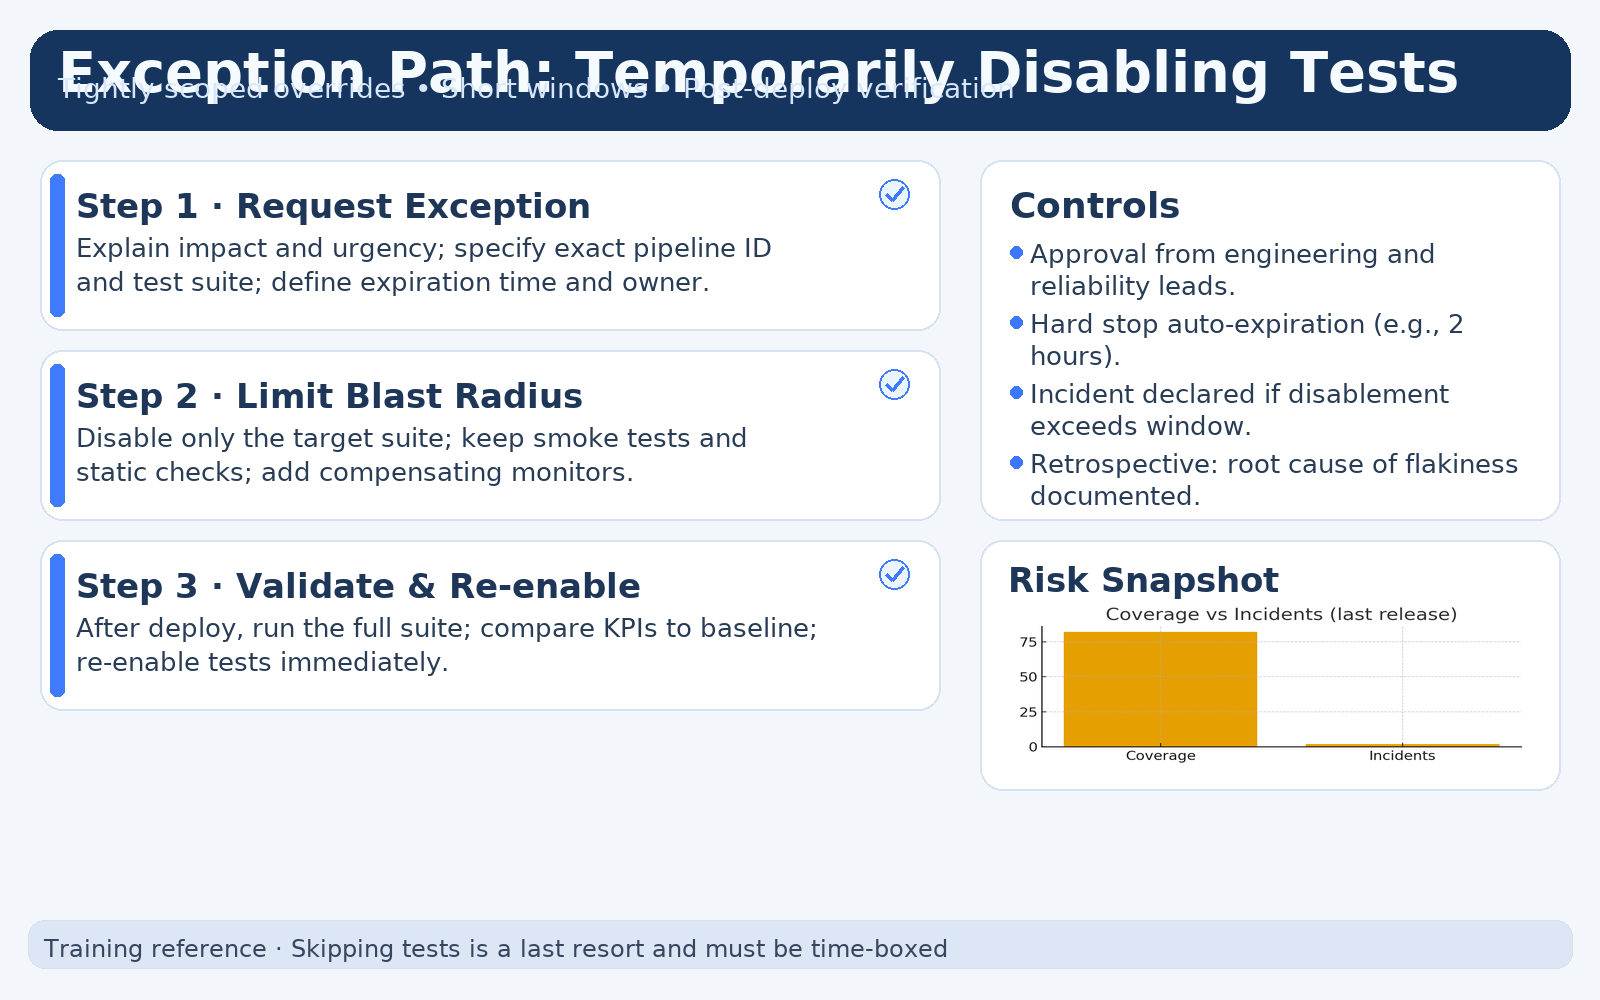 Exception Path: Temporarily Disabling Tests
Tightly scoped overrides • Short windows • Post-deploy verification
Step 1 · Request Exception
Explain impact and urgency; specify exact pipeline ID
and test suite; define expiration time and owner.
Step 2 · Limit Blast Radius
Disable only the target suite; keep smoke tests and
static checks; add compensating monitors.
Step 3 · Validate & Re-enable
After deploy, run the full suite; compare KPIs to baseline;
re-enable tests immediately.
Controls
Approval from engineering and
reliability leads.
Hard stop auto-expiration (e.g., 2
hours).
Incident declared if disablement
exceeds window.
Retrospective: root cause of flakiness
documented.
Risk Snapshot
Coverage vs Incidents (last release)
75
50
25
0
Coverage
Incidents
Training reference · Skipping tests is a last resort and must be time-boxed